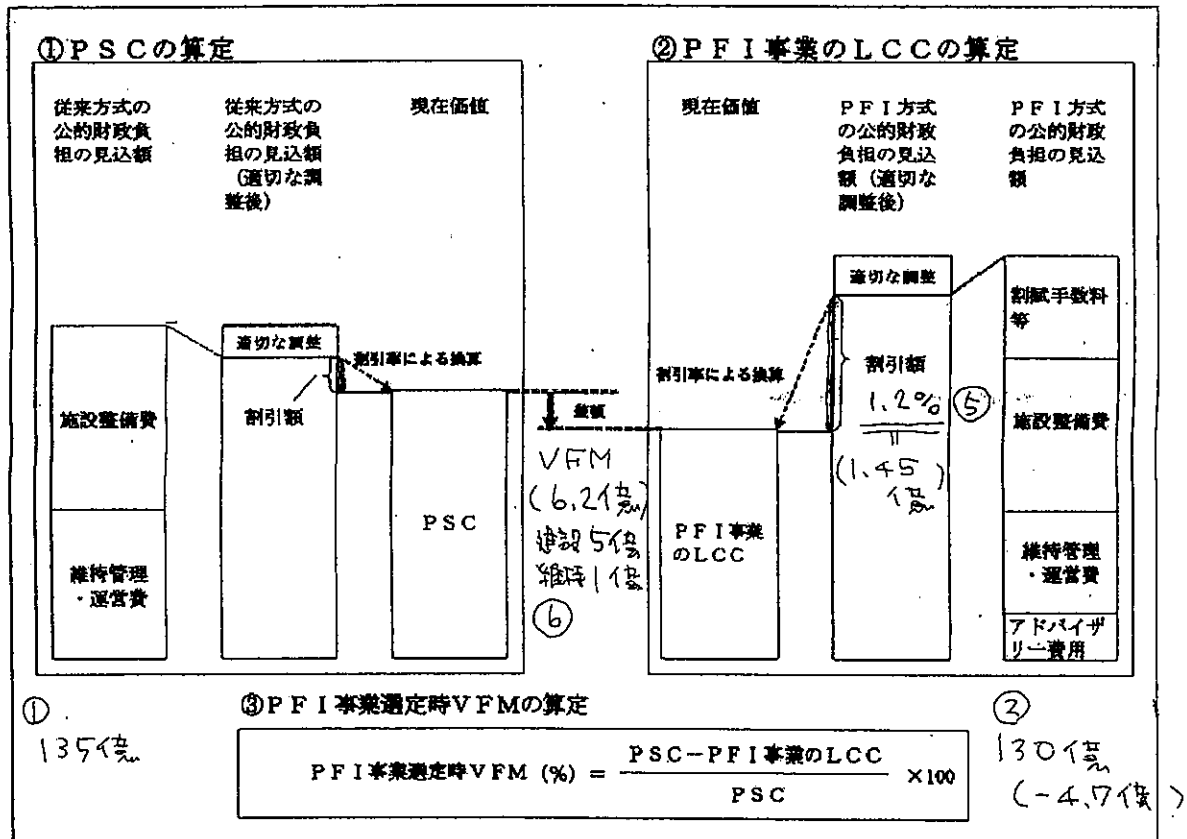 ①PSCの算定
従来方式の
公的財政負
担の見込額
従来方式の
公的財政負
担の見込額
(適切な調
整後)
現在価値
適切な調整
割引率による換算
施設整備費
割引額
維持管理
・運営費
PSC
差額
VFM
(6.2億)
建設5億
維持1億
⑥
②PFI事業のLCCの算定
現在価値
PFI方式
の公的財政
負担の見込
額(適切な
調整後)
PFI方式
の公的財政
負担の見込
額
適切な調整
割賦手数料
等
割引率による換算
割引額
1.2% ⑤
(1.45
億)
施設整備費
PFI事業
のLCC
維持管理
・運営費
アドバイザ
リー費用
①
135億
③PFI事業選定時VFMの算定
PFI事業選定時VFM(%)= PSC-PFI事業のLCC
PSC
×100
②
130億
(-4.7億)